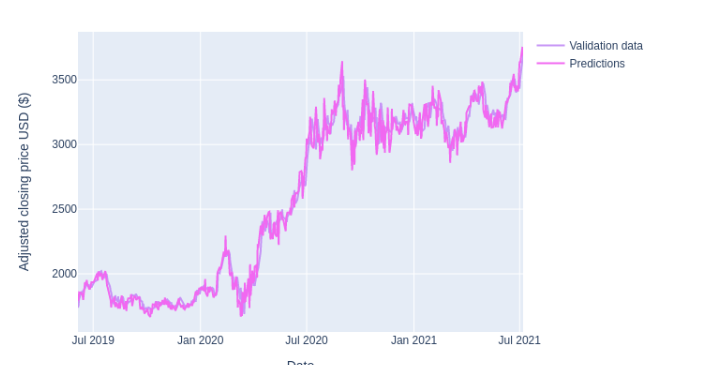 Validation data
Predictions
Adjusted closing price USD ($)
3500
3000
2500
2000
Jul 2019 Jan 2020 Jul 2020 Jan 2021 Jul 2021
Date